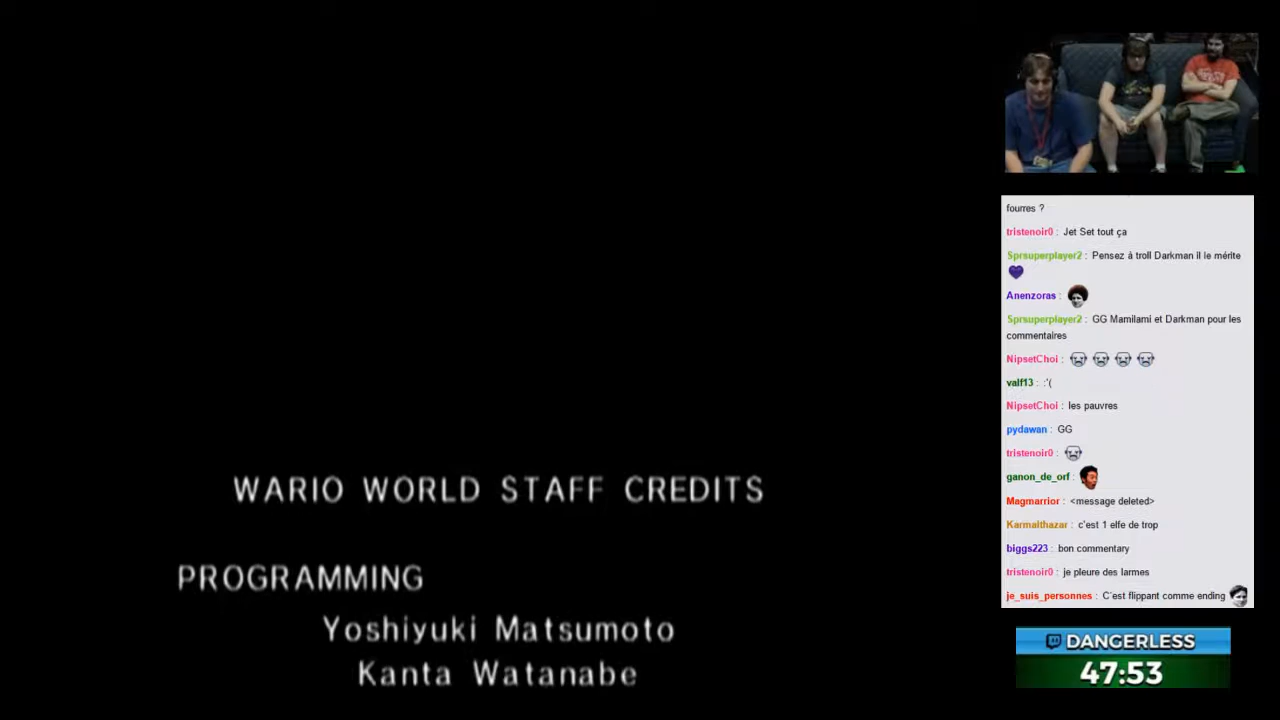 WARIO WORLD STAFF CREDITS
PROGRAMMING
Yoshiyuki Matsumoto
Kanta Watanabe
fourres ?
tristenoir0 : Jet Set tout ça
Sprsuperplayer2 : Pensez à troll Darkman il le mérite
Anenzoras :
Sprsuperplayer2 : GG Mamilami et Darkman pour les
commentaires
NipsetChoi :
valf13 : :'(
NipsetChoi : les pauvres
pydawan : GG
tristenoir0 :
ganon_de_orf :
Magmarrior : <message deleted>
Karmalthazar : c'est 1 elfe de trop
biggs223 : bon commentary
tristenoir0 : je pleure des larmes
je_suis_personnes : C´est flippant comme ending
DANGERLESS
47:53